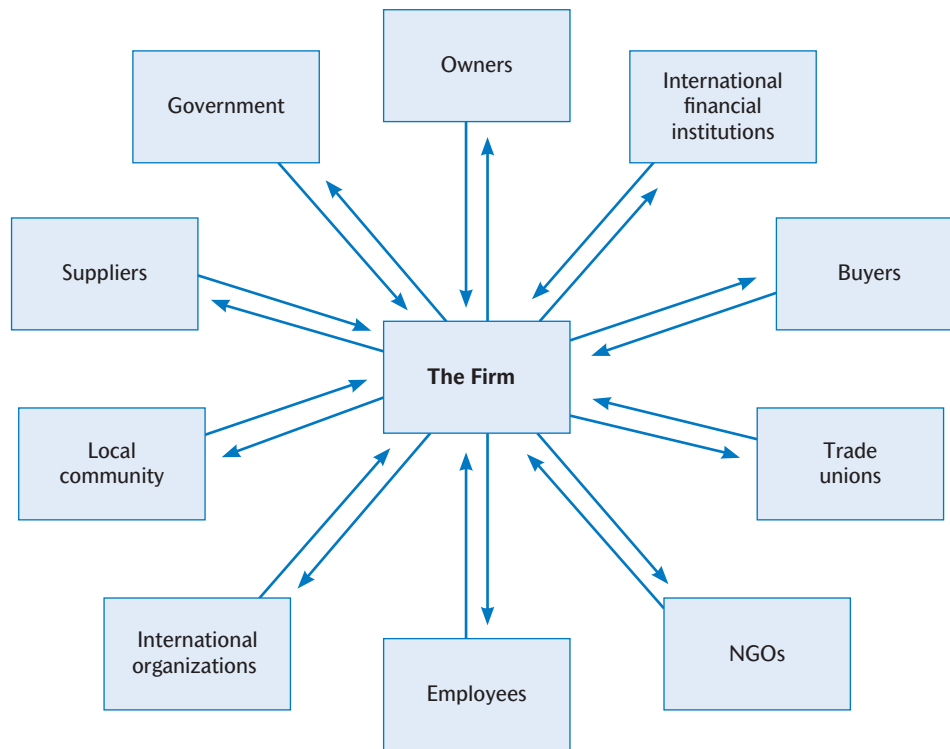 Owners
Government
International
financial
institutions
Suppliers
Buyers
The Firm
Local
community
Trade
unions
International
organizations
Employees
NGOs